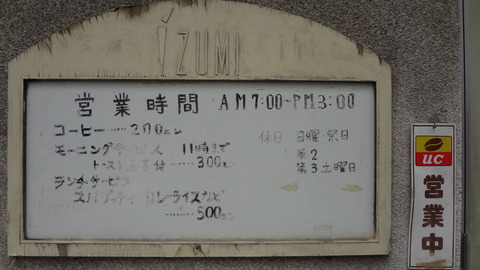 IZUMI
営業時間 AM7:00~PM3:00
コーヒー……270エン
モーニングサービス 11時まで
トースト 付……300エン
ランチサービス
スパゲッティ カレーライスなど
……500エン
休日 日曜・祭日
第2
第3土曜日
UC
営業中